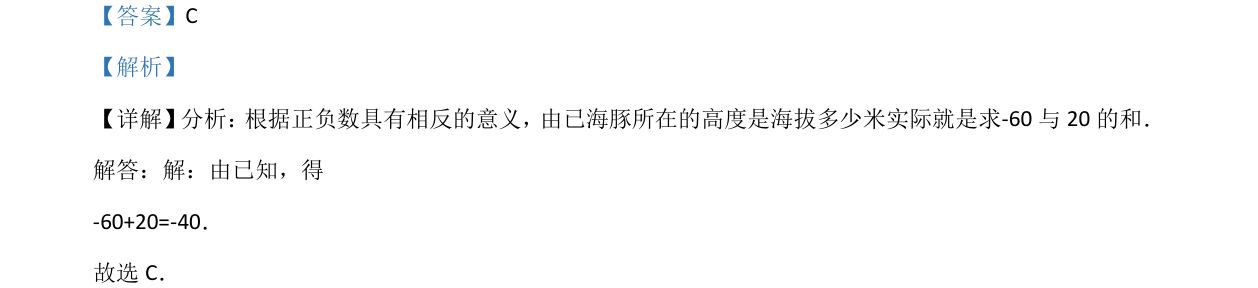 【答案】C
【解析】
【详解】分析：根据正负数具有相反的意义，由已海豚所在的高度是海拔多少米实际就是求-60 与 20 的和．
解答：解：由已知，得
-60+20=-40．
故选 C．